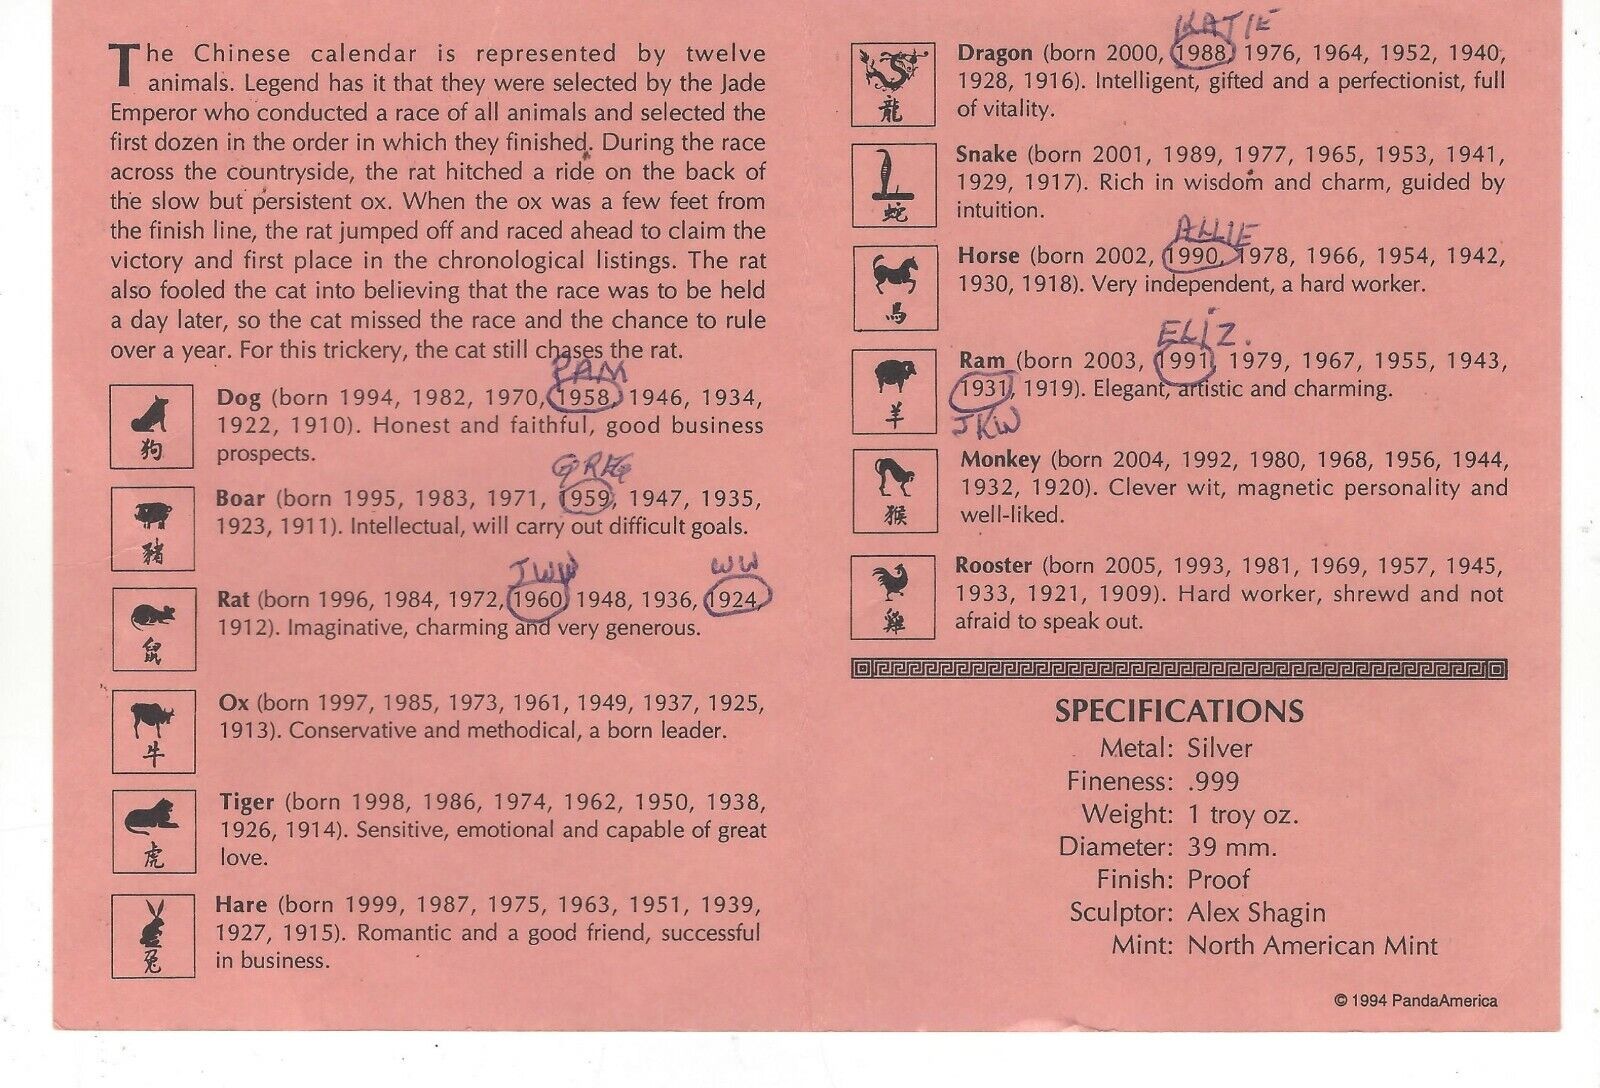 The Chinese calendar is represented by twelve
animals. Legend has it that they were selected by the Jade
Emperor who conducted a race of all animals and selected the
first dozen in the order in which they finished. During the race
across the countryside, the rat hitched a ride on the back of
the slow but persistent ox. When the ox was a few feet from
the finish line, the rat jumped off and raced ahead to claim the
victory and first place in the chronological listings. The rat
also fooled the cat into believing that the race was to be held
a day later, so the cat missed the race and the chance to rule
over a year. For this trickery, the cat still chases the rat.
PAM
狗
Dog (born 1994, 1982, 1970, 1958, 1946, 1934,
1922, 1910). Honest and faithful, good business
prospects.
GREG
豬
Boar (born 1995, 1983, 1971, 1959, 1947, 1935,
1923, 1911). Intellectual, will carry out difficult goals.
JWW WW
鼠
Rat (born 1996, 1984, 1972, 1960, 1948, 1936, 1924,
1912). Imaginative, charming and very generous.
牛
Ox (born 1997, 1985, 1973, 1961, 1949, 1937, 1925,
1913). Conservative and methodical, a born leader.
虎
Tiger (born 1998, 1986, 1974, 1962, 1950, 1938,
1926, 1914). Sensitive, emotional and capable of great
love.
兔
Hare (born 1999, 1987, 1975, 1963, 1951, 1939,
1927, 1915). Romantic and a good friend, successful
in business.
KATIE
龍
Dragon (born 2000, 1988, 1976, 1964, 1952, 1940,
1928, 1916). Intelligent, gifted and a perfectionist, full
of vitality.
蛇
Snake (born 2001, 1989, 1977, 1965, 1953, 1941,
1929, 1917). Rich in wisdom and charm, guided by
intuition.
ALLIE
馬
Horse (born 2002, 1990, 1978, 1966, 1954, 1942,
1930, 1918). Very independent, a hard worker.
ELIZ.
羊
Ram (born 2003, 1991, 1979, 1967, 1955, 1943,
1931, 1919). Elegant, artistic and charming.
JKW
猴
Monkey (born 2004, 1992, 1980, 1968, 1956, 1944,
1932, 1920). Clever wit, magnetic personality and
well-liked.
雞
Rooster (born 2005, 1993, 1981, 1969, 1957, 1945,
1933, 1921, 1909). Hard worker, shrewd and not
afraid to speak out.
SPECIFICATIONS
Metal: Silver
Fineness: .999
Weight: 1 troy oz.
Diameter: 39 mm.
Finish: Proof
Sculptor: Alex Shagin
Mint: North American Mint
© 1994 PandaAmerica